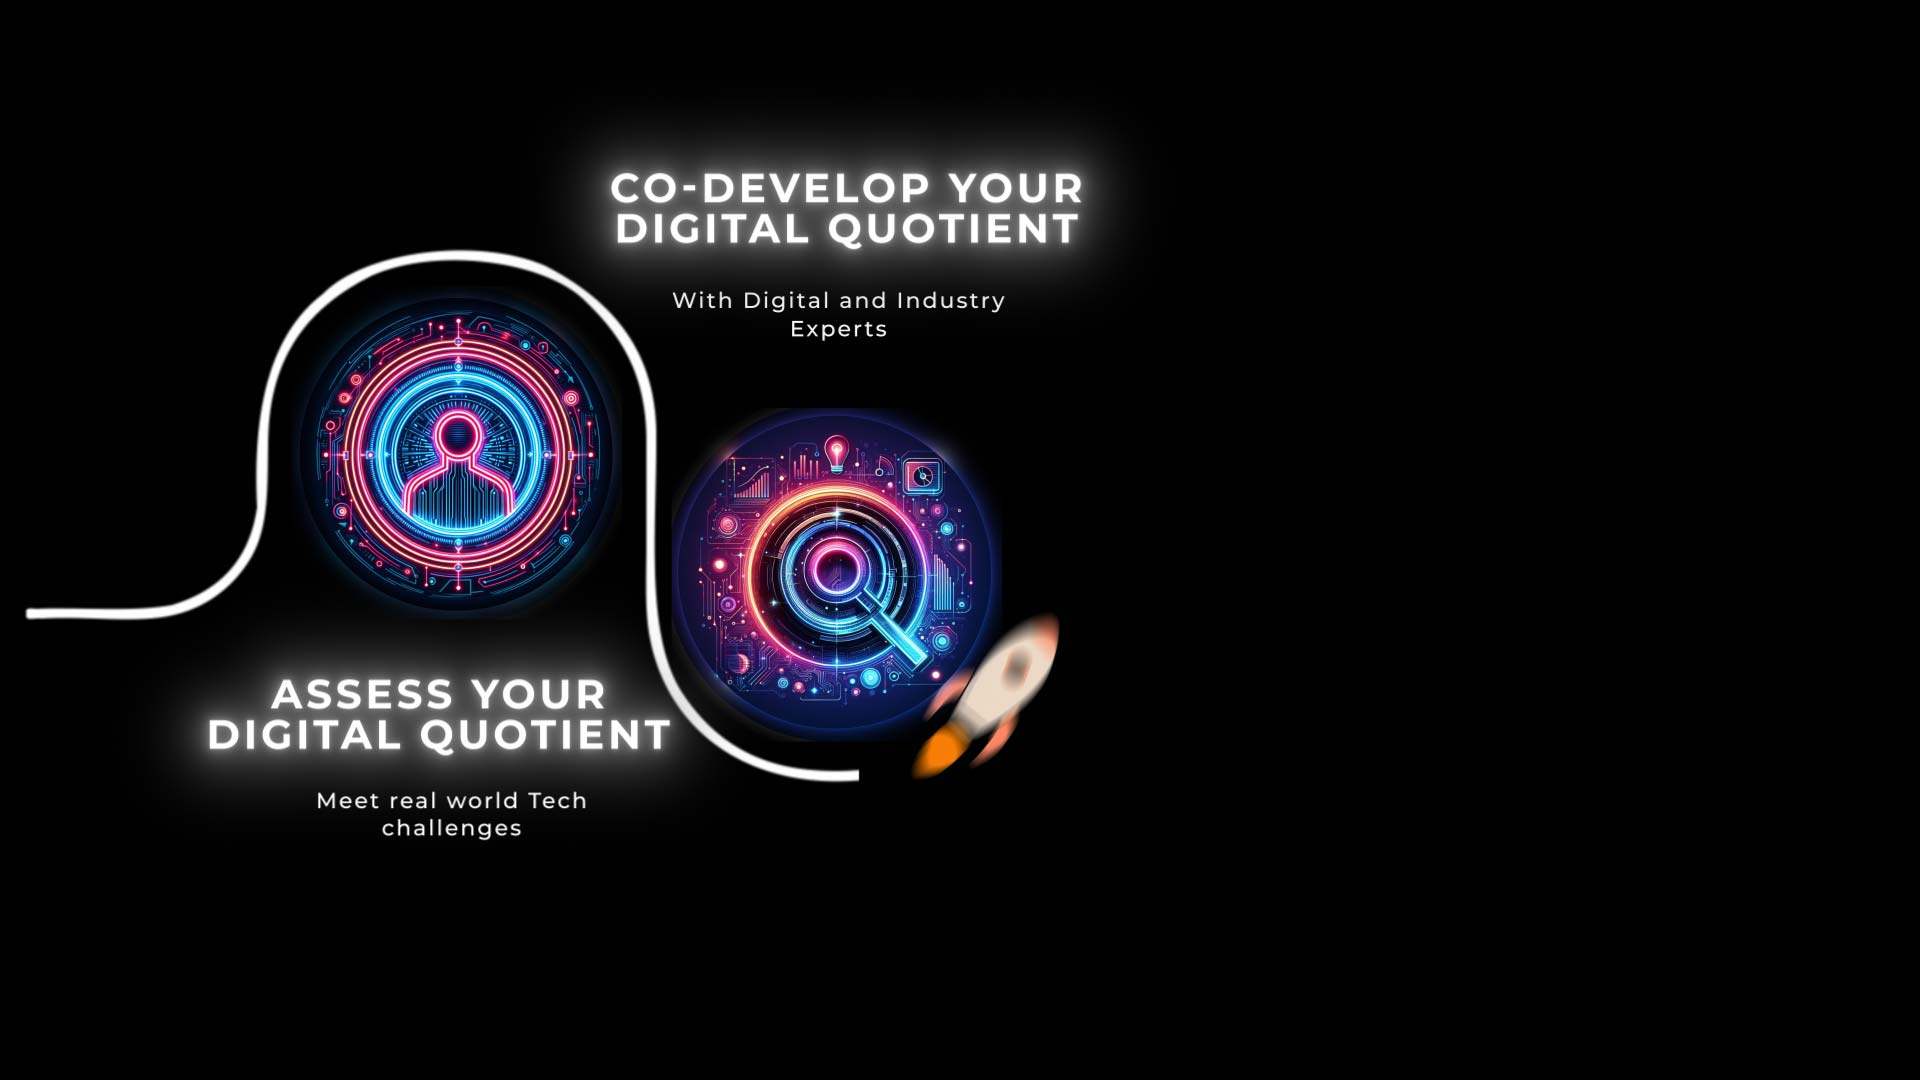 CO-DEVELOP YOUR
DIGITAL QUOTIENT
With Digital and Industry
Experts
ASSESS YOUR
DIGITAL QUOTIENT
Meet real world Tech
challenges